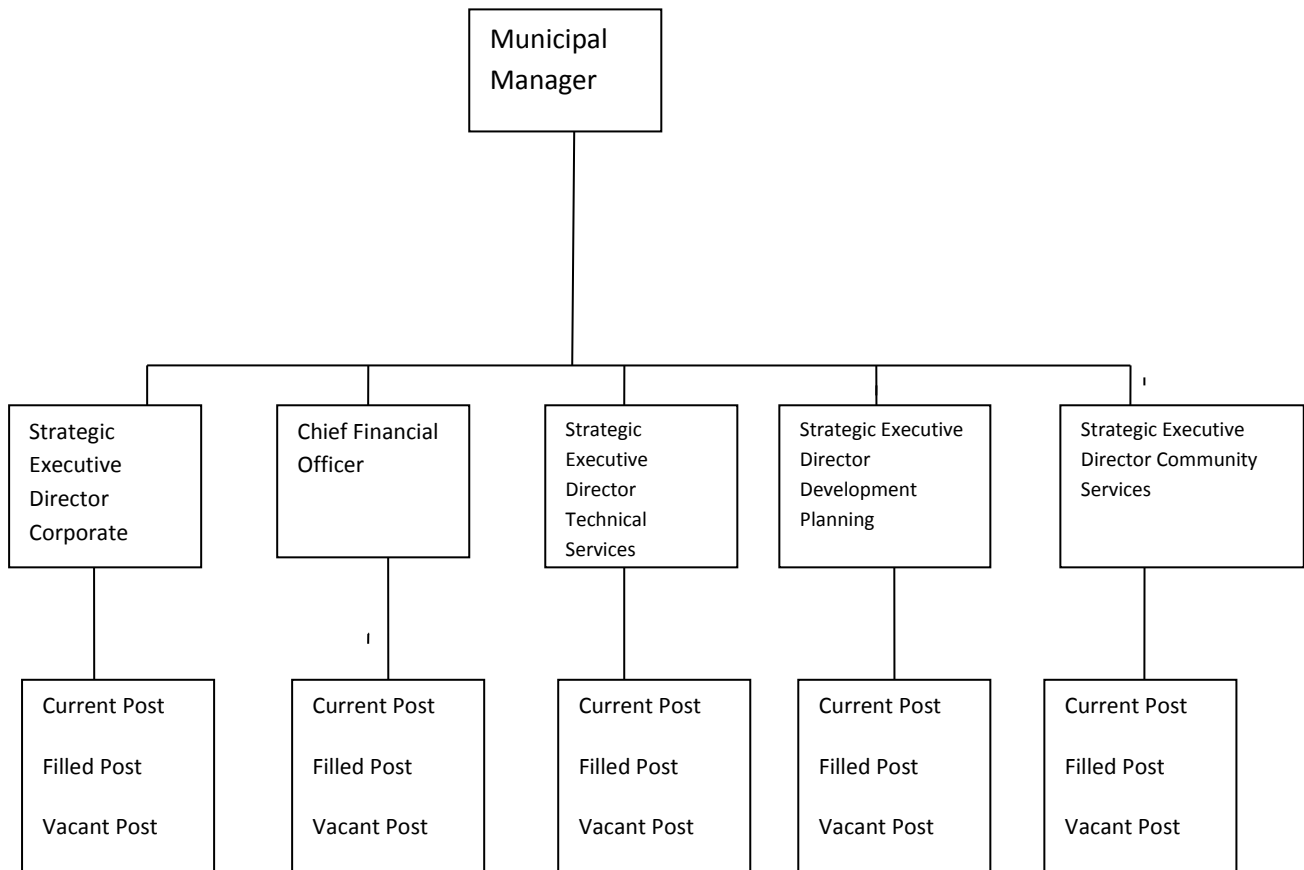 Municipal
Manager
Strategic
Executive
Director
Corporate
Chief Financial
Officer
Strategic
Executive
Director
Technical
Services
Strategic Executive
Director
Development
Planning
Strategic Executive
Director Community
Services
Current Post
Filled Post
Vacant Post
Current Post
Filled Post
Vacant Post
Current Post
Filled Post
Vacant Post
Current Post
Filled Post
Vacant Post
Current Post
Filled Post
Vacant Post